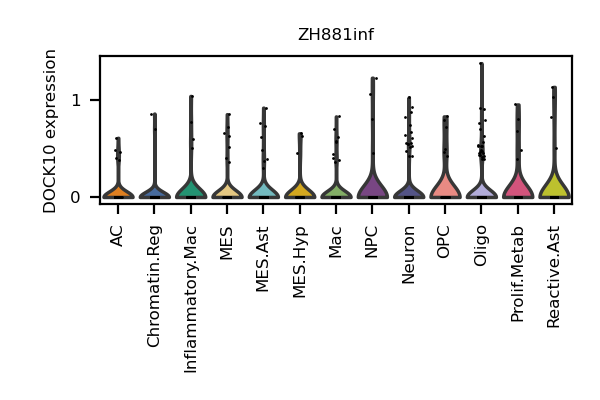 ZH881inf
DOCK10 expression
1
0
AC
Chromatin.Reg
Inflammatory.Mac
MES
MES.Ast
MES.Hyp
Mac
NPC
Neuron
OPC
Oligo
Prolif.Metab
Reactive.Ast